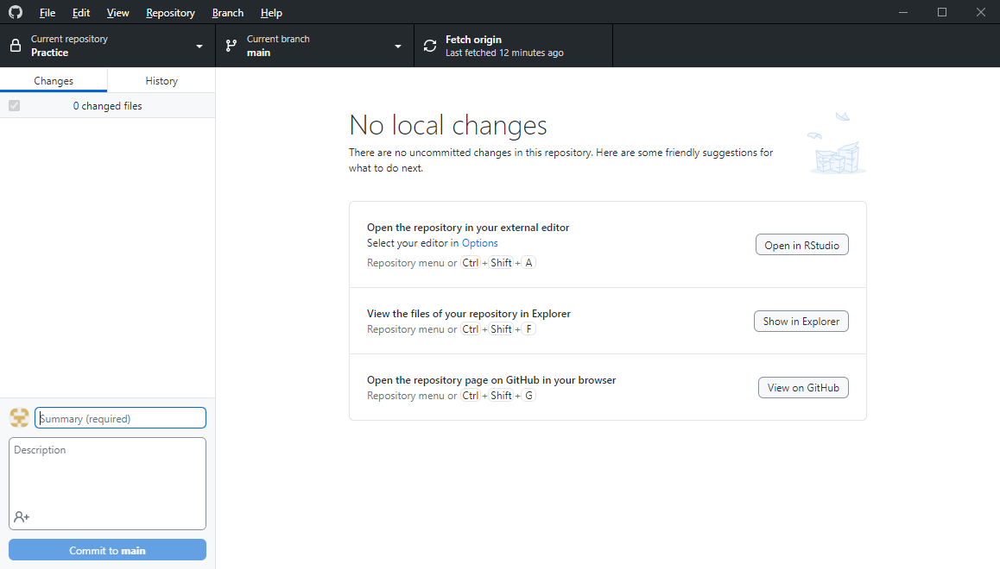 File Edit View Repository Branch Help
Current repository
Practice
Current branch
main
Fetch origin
Last fetched 12 minutes ago
Changes
History
0 changed files
No local changes
There are no uncommitted changes in this repository. Here are some friendly suggestions for
what to do next.
Open the repository in your external editor
Select your editor in Options
Repository menu or Ctrl + Shift + A
Open in RStudio
View the files of your repository in Explorer
Repository menu or Ctrl + Shift + F
Show in Explorer
Open the repository page on GitHub in your browser
Repository menu or Ctrl + Shift + G
View on GitHub
Summary (required)
Description
Commit to main